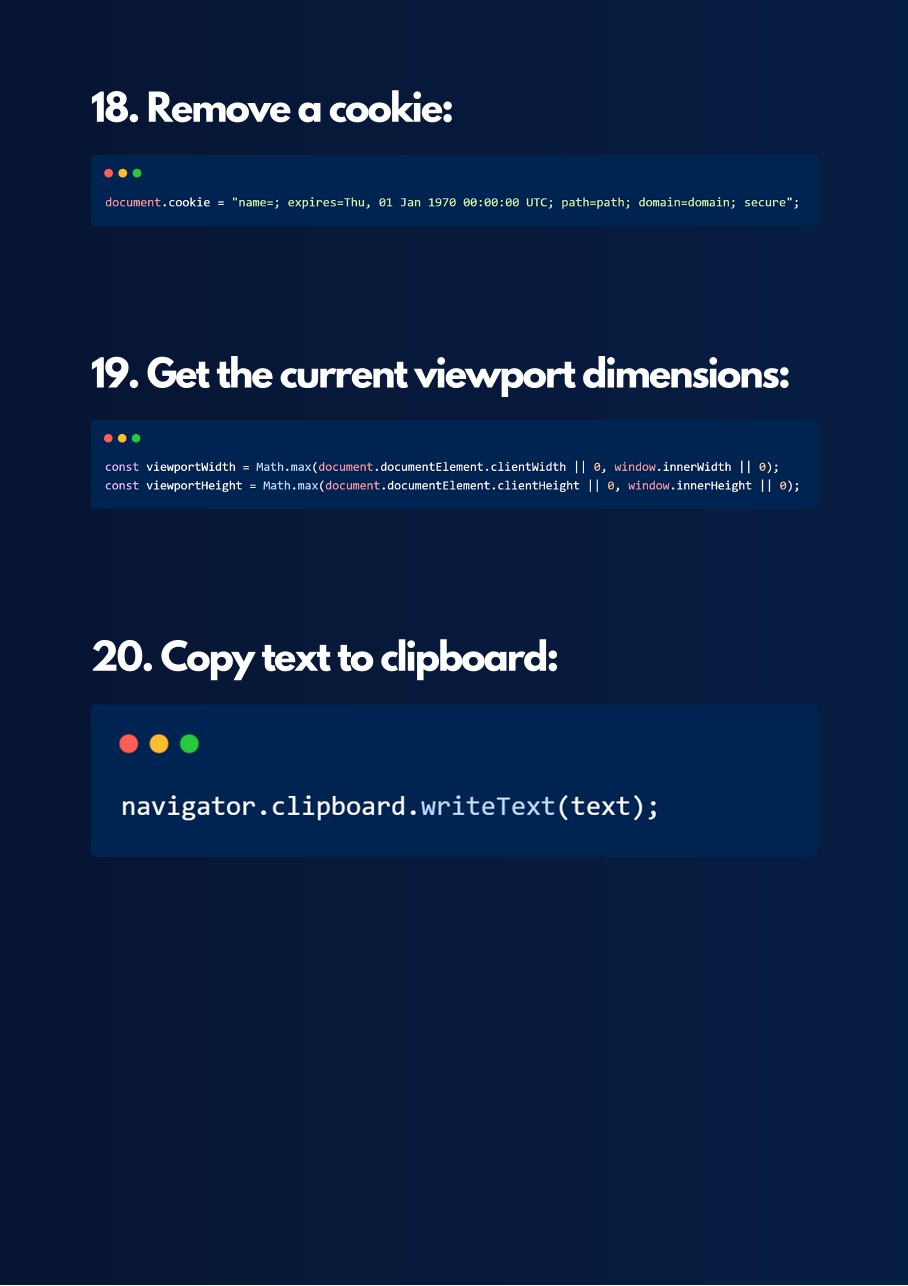 18. Remove a cookie:
document.cookie = "name=; expires=Thu, 01 Jan 1970 00:00:00 UTC; path=path; domain=domain; secure";
19. Get the current viewport dimensions:
const viewportWidth = Math.max(document.documentElement.clientWidth || 0, window.innerWidth || 0);
const viewportHeight = Math.max(document.documentElement.clientHeight || 0, window.innerHeight || 0);
20. Copy text to clipboard:
navigator.clipboard.writeText(text);